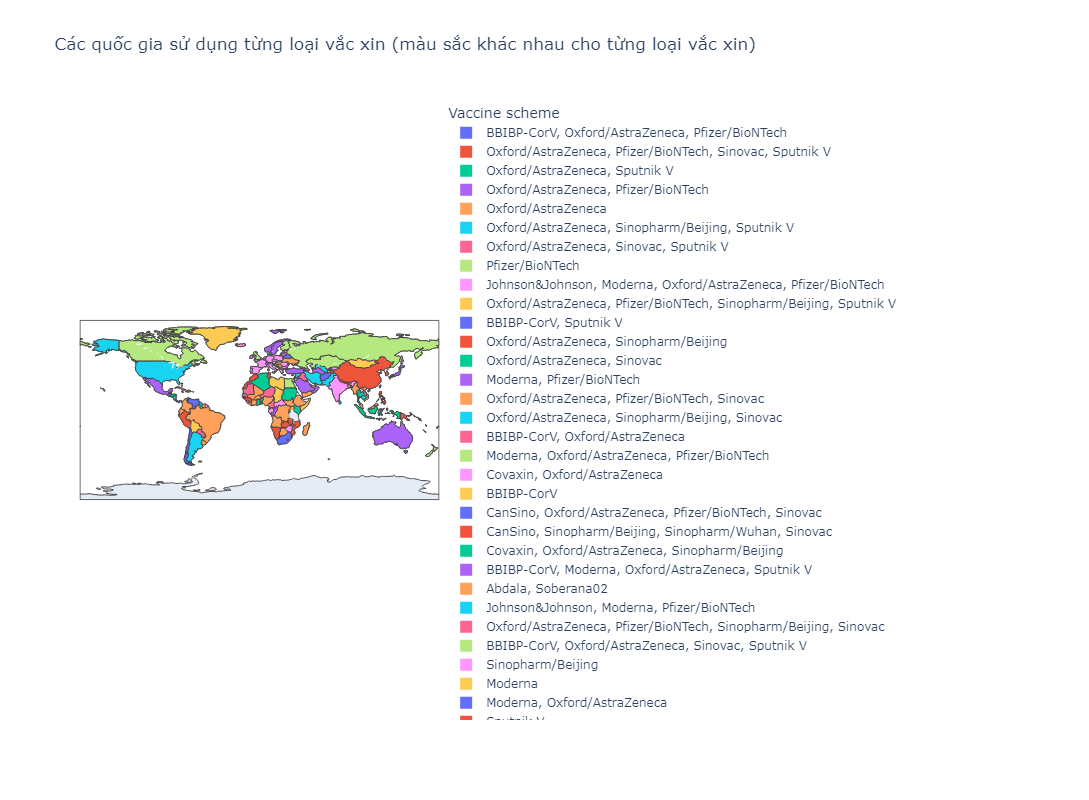 Các quốc gia sử dụng từng loại vắc xin (màu sắc khác nhau cho từng loại vắc xin)
Vaccine scheme
BBIBP-CorV, Oxford/AstraZeneca, Pfizer/BioNTech
Oxford/AstraZeneca, Pfizer/BioNTech, Sinovac, Sputnik V
Oxford/AstraZeneca, Sputnik V
Oxford/AstraZeneca, Pfizer/BioNTech
Oxford/AstraZeneca
Oxford/AstraZeneca, Sinopharm/Beijing, Sputnik V
Oxford/AstraZeneca, Sinovac, Sputnik V
Pfizer/BioNTech
Johnson&Johnson, Moderna, Oxford/AstraZeneca, Pfizer/BioNTech
Oxford/AstraZeneca, Pfizer/BioNTech, Sinopharm/Beijing, Sputnik V
BBIBP-CorV, Sputnik V
Oxford/AstraZeneca, Sinopharm/Beijing
Oxford/AstraZeneca, Sinovac
Moderna, Pfizer/BioNTech
Oxford/AstraZeneca, Pfizer/BioNTech, Sinovac
Oxford/AstraZeneca, Sinopharm/Beijing, Sinovac
BBIBP-CorV, Oxford/AstraZeneca
Moderna, Oxford/AstraZeneca, Pfizer/BioNTech
Covaxin, Oxford/AstraZeneca
BBIBP-CorV
CanSino, Oxford/AstraZeneca, Pfizer/BioNTech, Sinovac
CanSino, Sinopharm/Beijing, Sinopharm/Wuhan, Sinovac
Covaxin, Oxford/AstraZeneca, Sinopharm/Beijing
BBIBP-CorV, Moderna, Oxford/AstraZeneca, Sputnik V
Abdala, Soberana02
Johnson&Johnson, Moderna, Pfizer/BioNTech
Oxford/AstraZeneca, Pfizer/BioNTech, Sinopharm/Beijing, Sinovac
BBIBP-CorV, Oxford/AstraZeneca, Sinovac, Sputnik V
Sinopharm/Beijing
Moderna
Moderna, Oxford/AstraZeneca